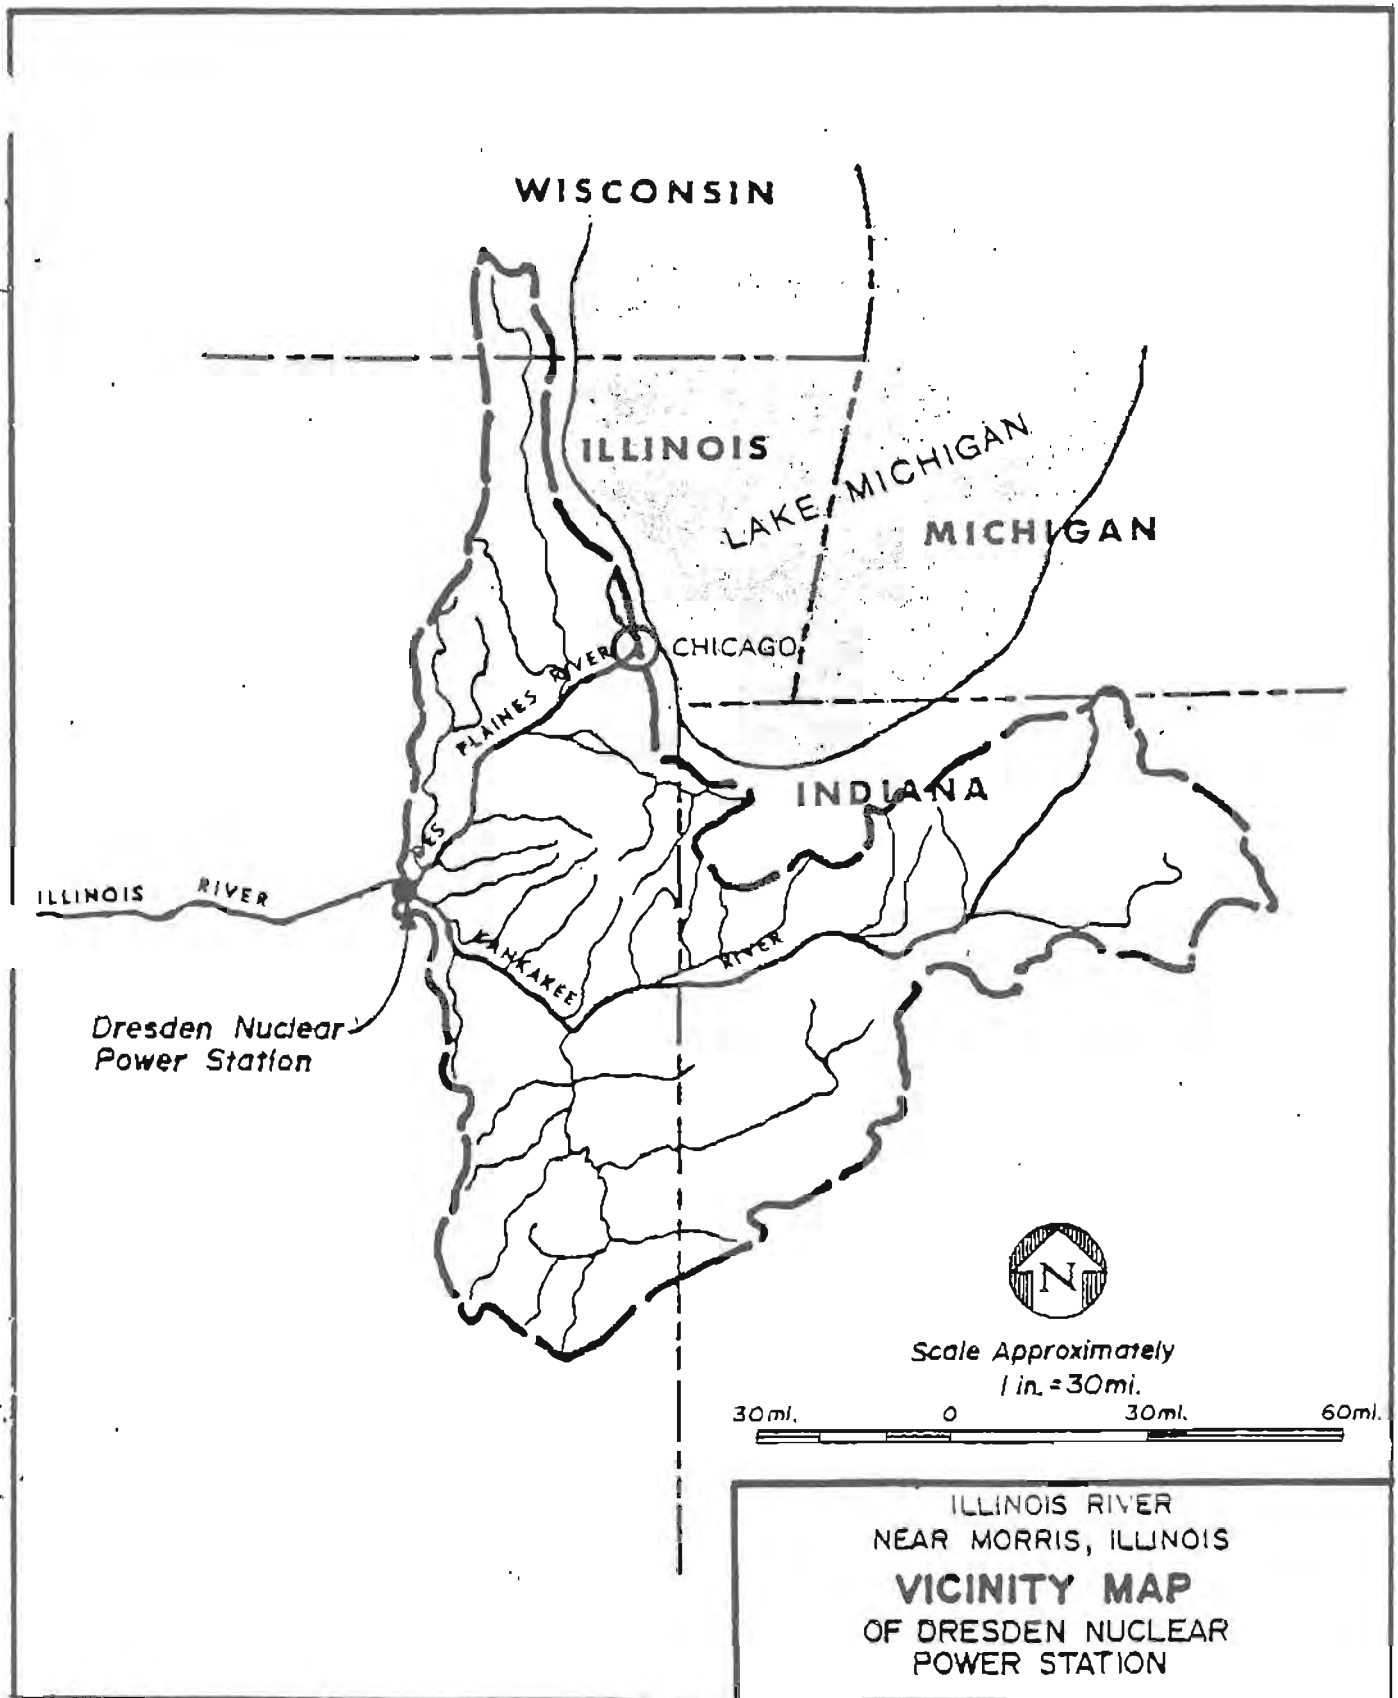 WISCONSIN
ILLINOIS
LAKE MICHIGAN
MICHIGAN
CHICAGO
DES PLAINES RIVER
INDIANA
ILLINOIS RIVER
KANKAKEE RIVER
Dresden Nuclear
Power Station
N
Scale Approximately
1 in. = 30mi.
30mi. 0 30mi. 60mi.
ILLINOIS RIVER
NEAR MORRIS, ILLINOIS
VICINITY MAP
OF DRESDEN NUCLEAR
POWER STATION